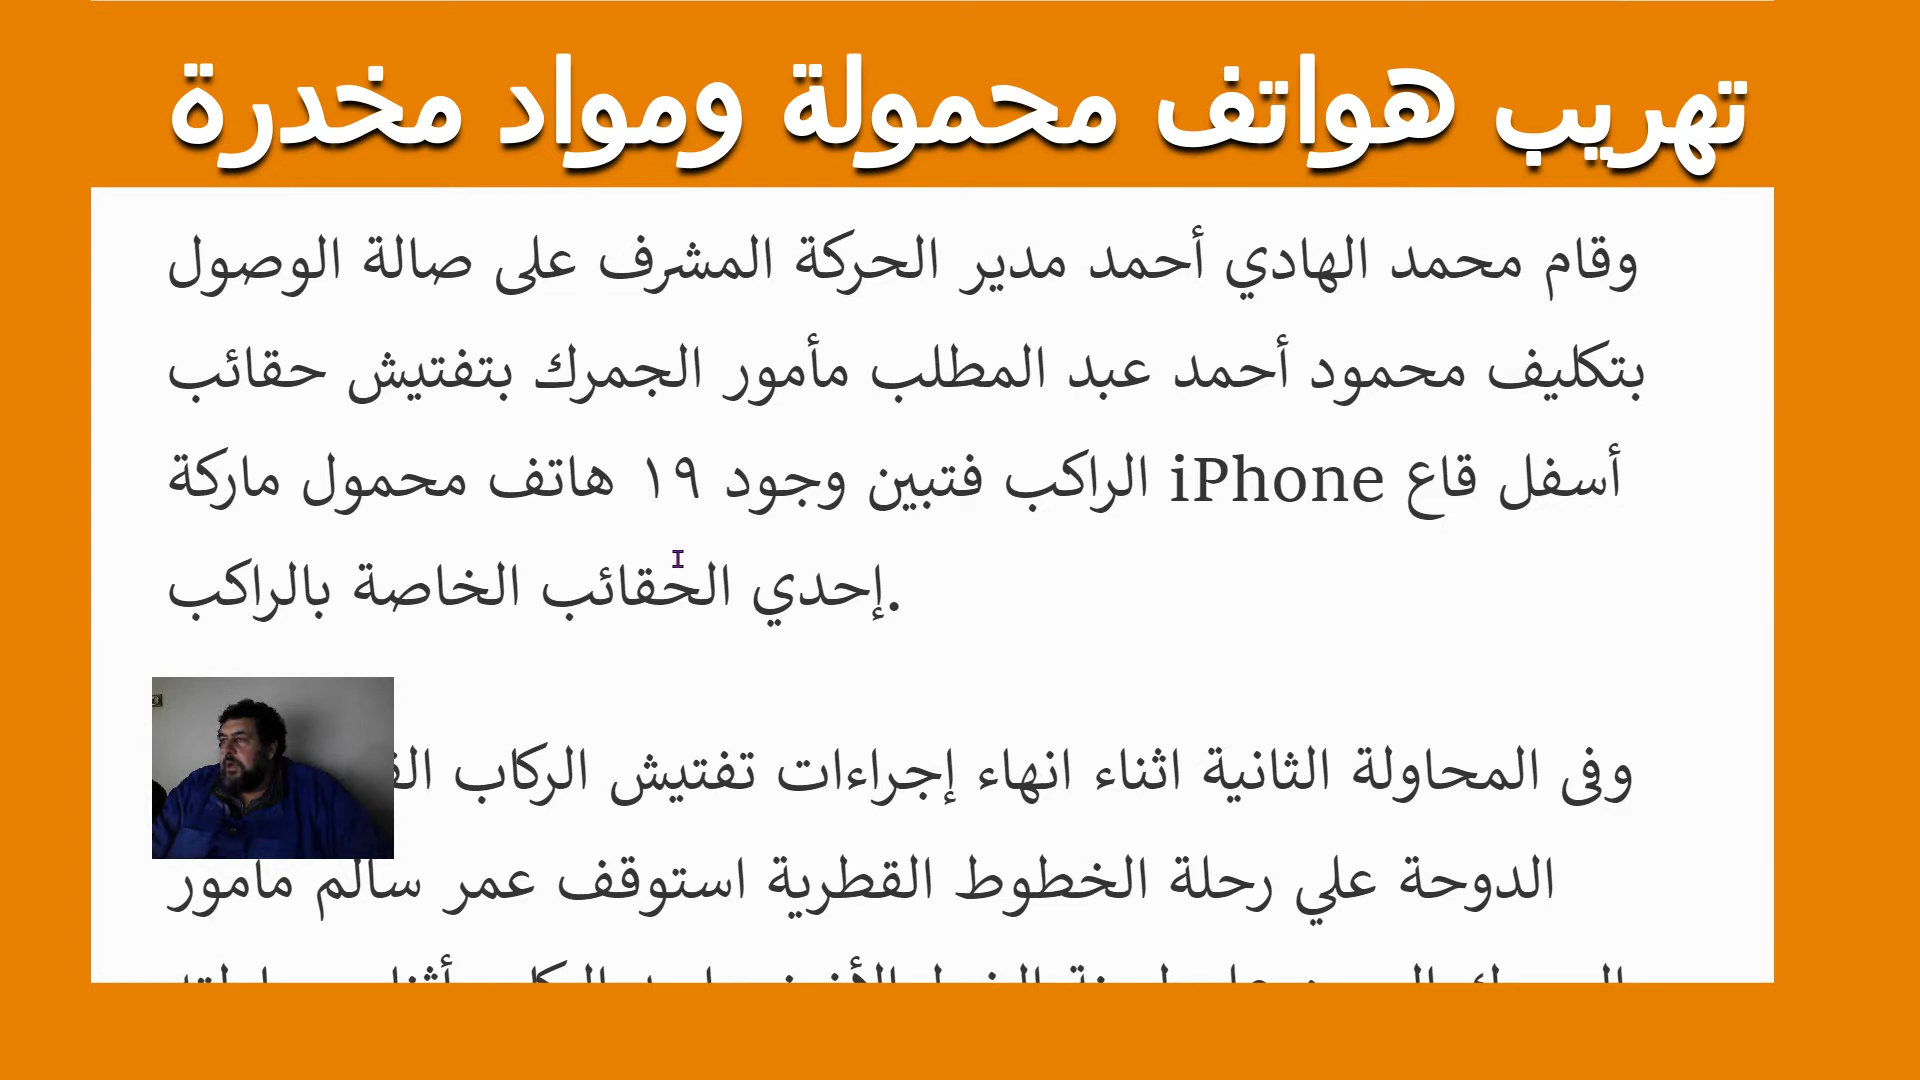 تهريب هواتف محمولة ومواد مخدرة
وقام محمد الهادي أحمد مدير الحركة المشرف على صالة الوصول
بتكليف محمود أحمد عبد المطلب مأمور الجمرك بتفتيش حقائب
الراكب فتبين وجود ١٩ هاتف محمول ماركة iPhone أسفل قاع
إحدي الحقائب الخاصة بالراكب.
وفى المحاولة الثانية اثناء انهاء إجراءات تفتيش الركاب
الدوحة علي رحلة الخطوط القطرية استوقف عمر سالم مامور